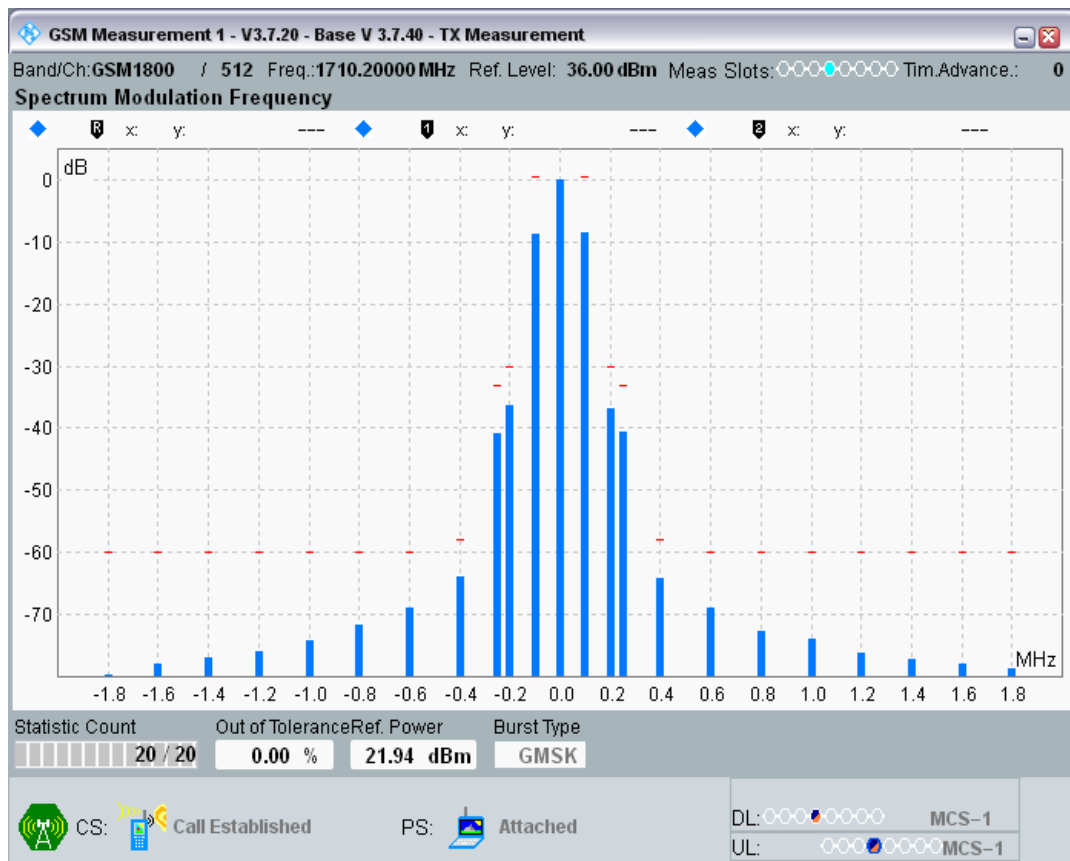 GSM Measurement 1 - V3.7.20 - Base V 3.7.40 - TX Measurement
Band/Ch:GSM1800 / 512 Freq.:1710.20000 MHz Ref. Level: 36.00 dBm Meas Slots: Tim.Advance.: 0
Spectrum Modulation Frequency
R x: y: --- 1 x: y: --- 2 x: y: ---
dB
0
-10
-20
-30
-40
-50
-60
-70
MHz
-1.8 -1.6 -1.4 -1.2 -1.0 -0.8 -0.6 -0.4 -0.2 0.0 0.2 0.4 0.6 0.8 1.0 1.2 1.4 1.6 1.8
Statistic Count Out of Tolerance Ref. Power Burst Type
20 / 20 0.00 % 21.94 dBm GMSK
CS: Call Established PS: Attached DL: MCS-1
UL: MCS-1